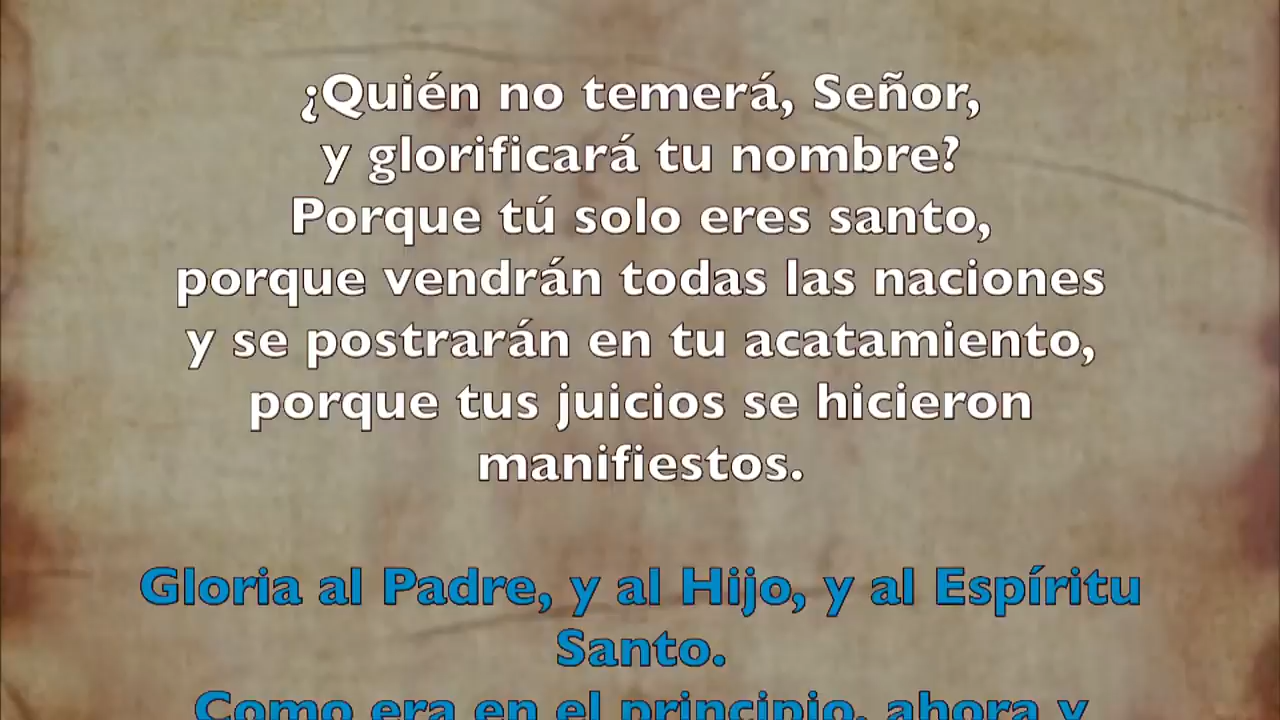 ¿Quién no temerá, Señor,
y glorificará tu nombre?
Porque tú solo eres santo,
porque vendrán todas las naciones
y se postrarán en tu acatamiento,
porque tus juicios se hicieron
manifiestos.
Gloria al Padre, y al Hijo, y al Espíritu
Santo.
Como era en el principio, ahora y